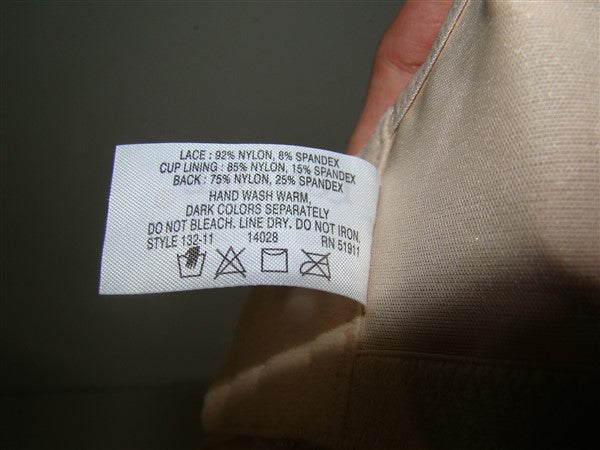 LACE : 92% NYLON, 8% SPANDEX
CUP LINING : 85% NYLON, 15% SPANDEX
BACK : 75% NYLON, 25% SPANDEX
HAND WASH WARM,
DARK COLORS SEPARATELY
DO NOT BLEACH. LINE DRY. DO NOT IRON.
STYLE 132-11 14028 RN 51911